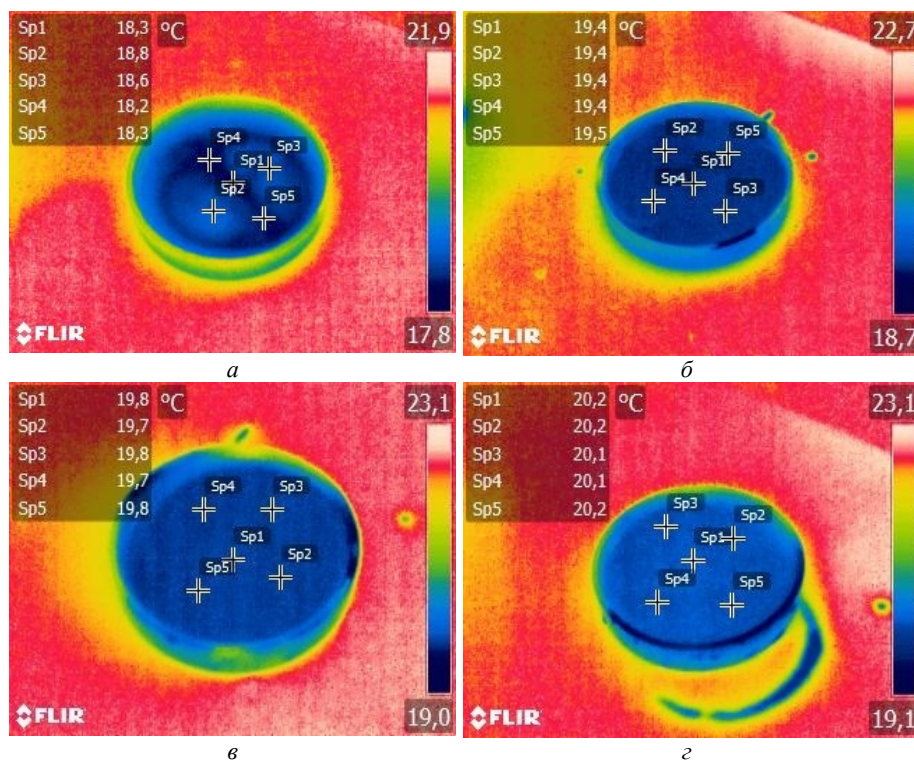 Sp1 18,3 °C 21,9
Sp2 18,8
Sp3 18,6
Sp4 18,2
Sp5 18,3
Sp4 Sp3
Sp1
Sp2 Sp5
FLIR 17,8
а
Sp1 19,4 °C 22,7
Sp2 19,4
Sp3 19,4
Sp4 19,4
Sp5 19,5
Sp2 Sp5
Sp1
Sp4 Sp3
FLIR 18,7
б
Sp1 19,8 °C 23,1
Sp2 19,7
Sp3 19,8
Sp4 19,7
Sp5 19,8
Sp4 Sp3
Sp1
Sp5 Sp2
FLIR 19,0
в
Sp1 20,2 °C 23,1
Sp2 20,2
Sp3 20,1
Sp4 20,1
Sp5 20,2
Sp3 Sp2
Sp1
Sp4 Sp5
FLIR 19,1
г